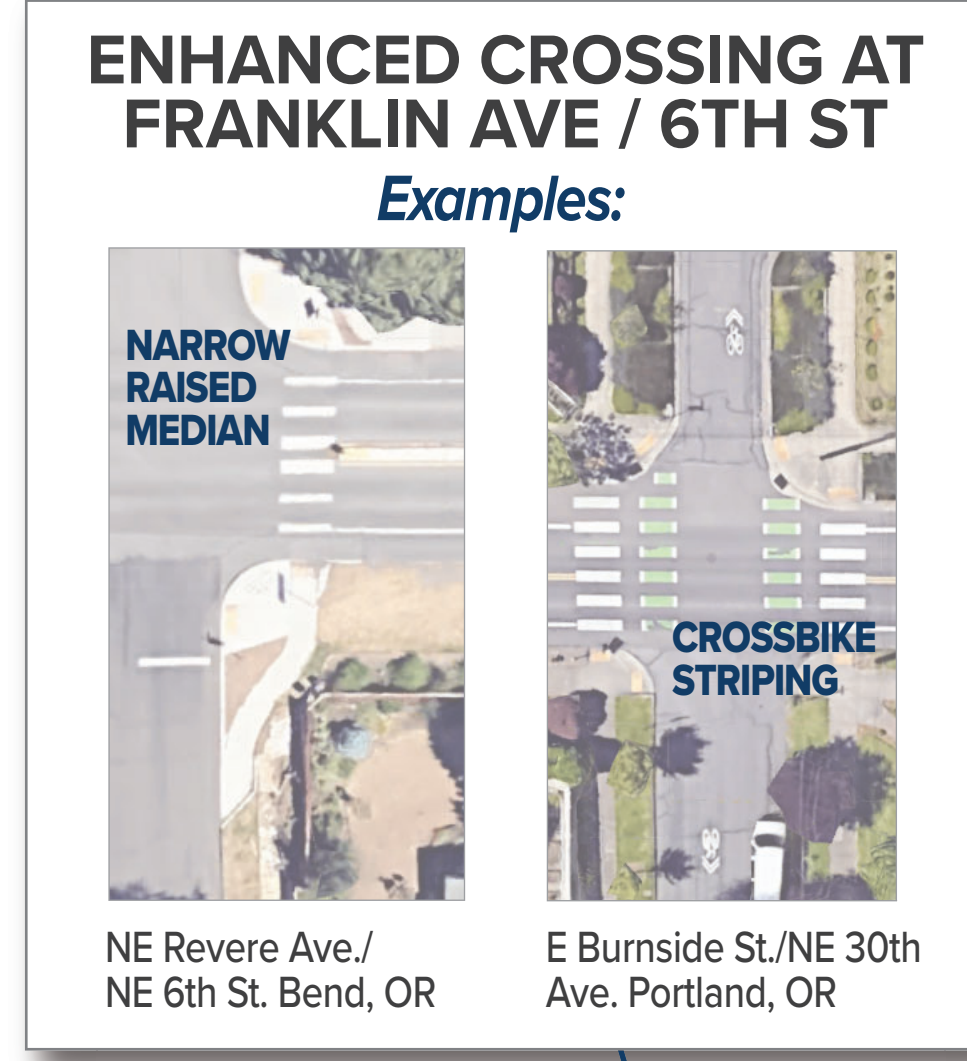 ENHANCED CROSSING AT
FRANKLIN AVE / 6TH ST
Examples:
NARROW
RAISED
MEDIAN
CROSSBIKE
STRIPING
NE Revere Ave./
NE 6th St. Bend, OR
E Burnside St./NE 30th
Ave. Portland, OR